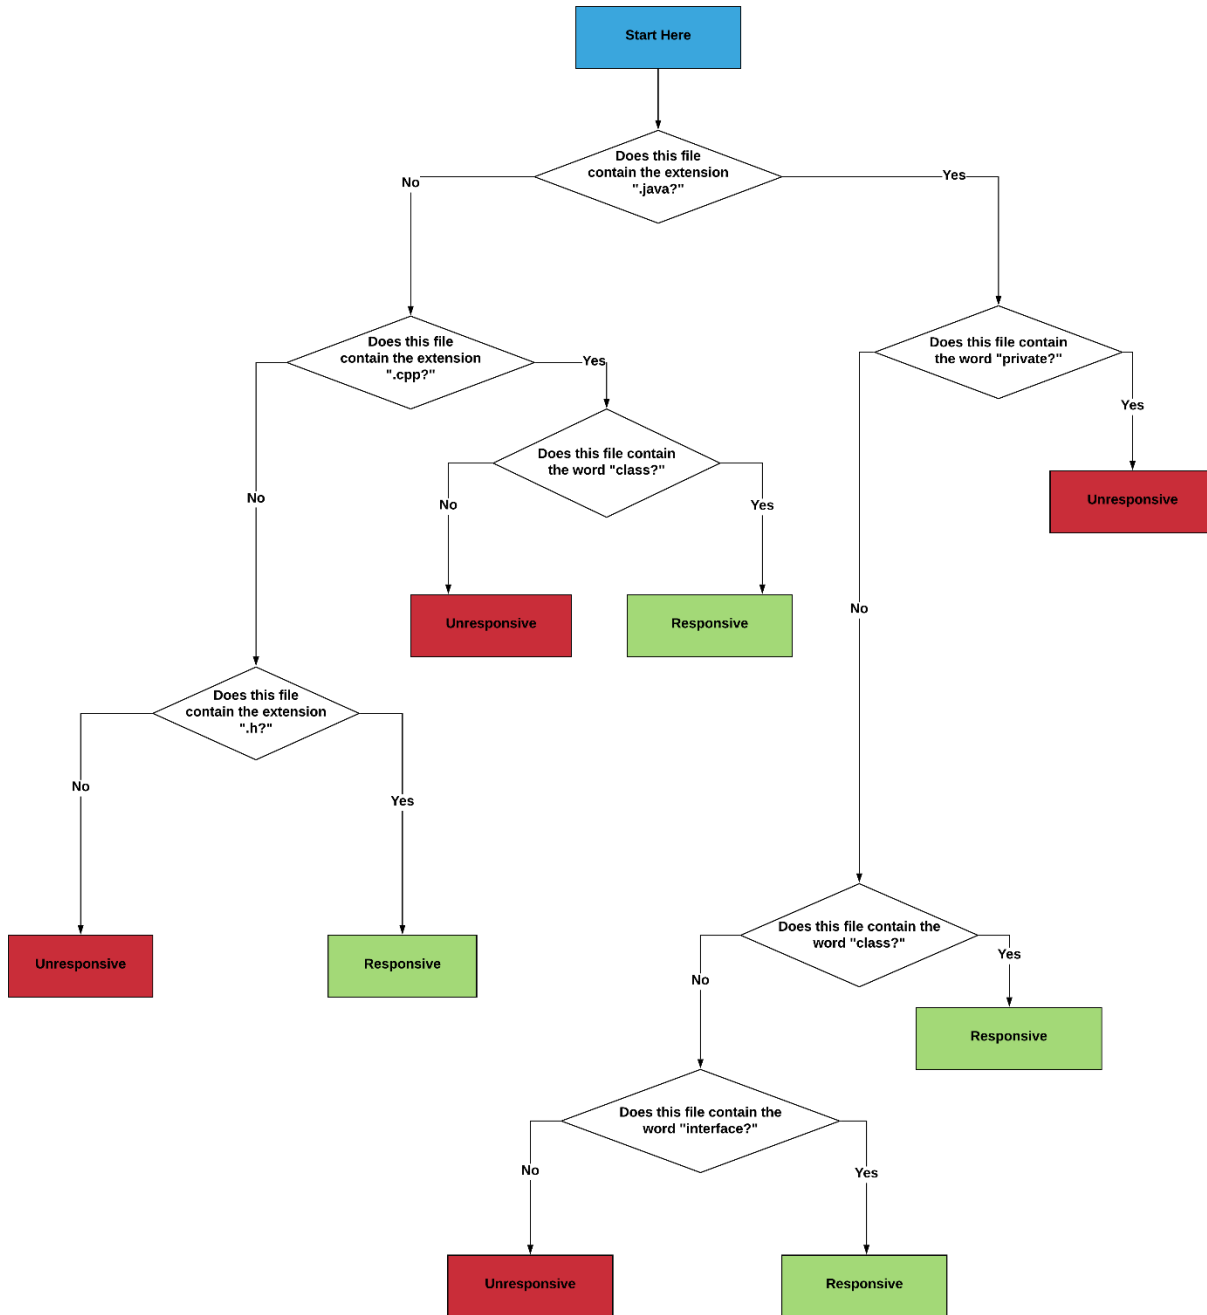 Start Here
Does this file
contain the extension
".java?"
No
Yes
Does this file
contain the extension
".cpp?"
Does this file contain
the word "private?"
Yes
Yes
Does this file contain
the word "class?"
No
No
Yes
Unresponsive
Unresponsive
Responsive
No
Does this file
contain the extension
".h?"
No
Yes
Does this file contain the
word "class?"
Unresponsive
Responsive
No
Yes
Responsive
Does this file contain the
word "interface?"
No
Yes
Unresponsive
Responsive